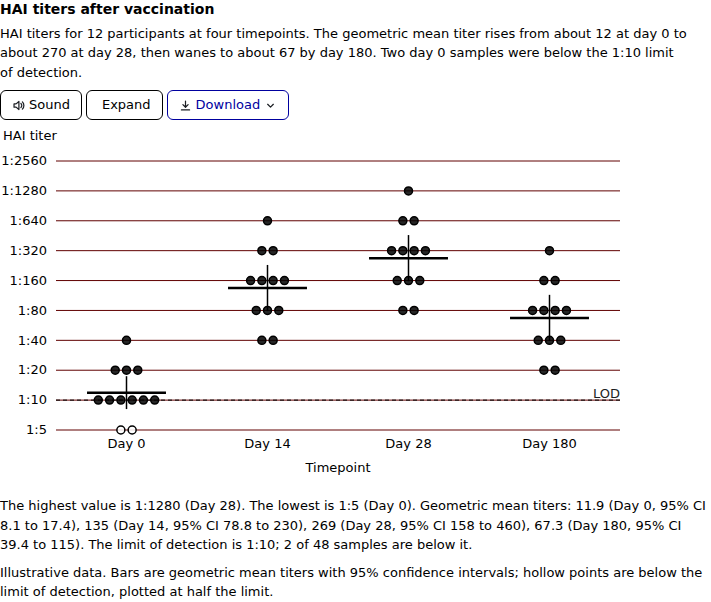 HAI titers after vaccination
HAI titers for 12 participants at four timepoints. The geometric mean titer rises from about 12 at day 0 to
about 270 at day 28, then wanes to about 67 by day 180. Two day 0 samples were below the 1:10 limit
of detection.
Sound Expand Download
HAI titer
1:2560
1:1280
1:640
1:320
1:160
1:80
1:40
1:20
LOD
1:10
1:5
Day 0 Day 14 Day 28 Day 180
Timepoint
The highest value is 1:1280 (Day 28). The lowest is 1:5 (Day 0). Geometric mean titers: 11.9 (Day 0, 95% CI
8.1 to 17.4), 135 (Day 14, 95% CI 78.8 to 230), 269 (Day 28, 95% CI 158 to 460), 67.3 (Day 180, 95% CI
39.4 to 115). The limit of detection is 1:10; 2 of 48 samples are below it.
Illustrative data. Bars are geometric mean titers with 95% confidence intervals; hollow points are below the
limit of detection, plotted at half the limit.